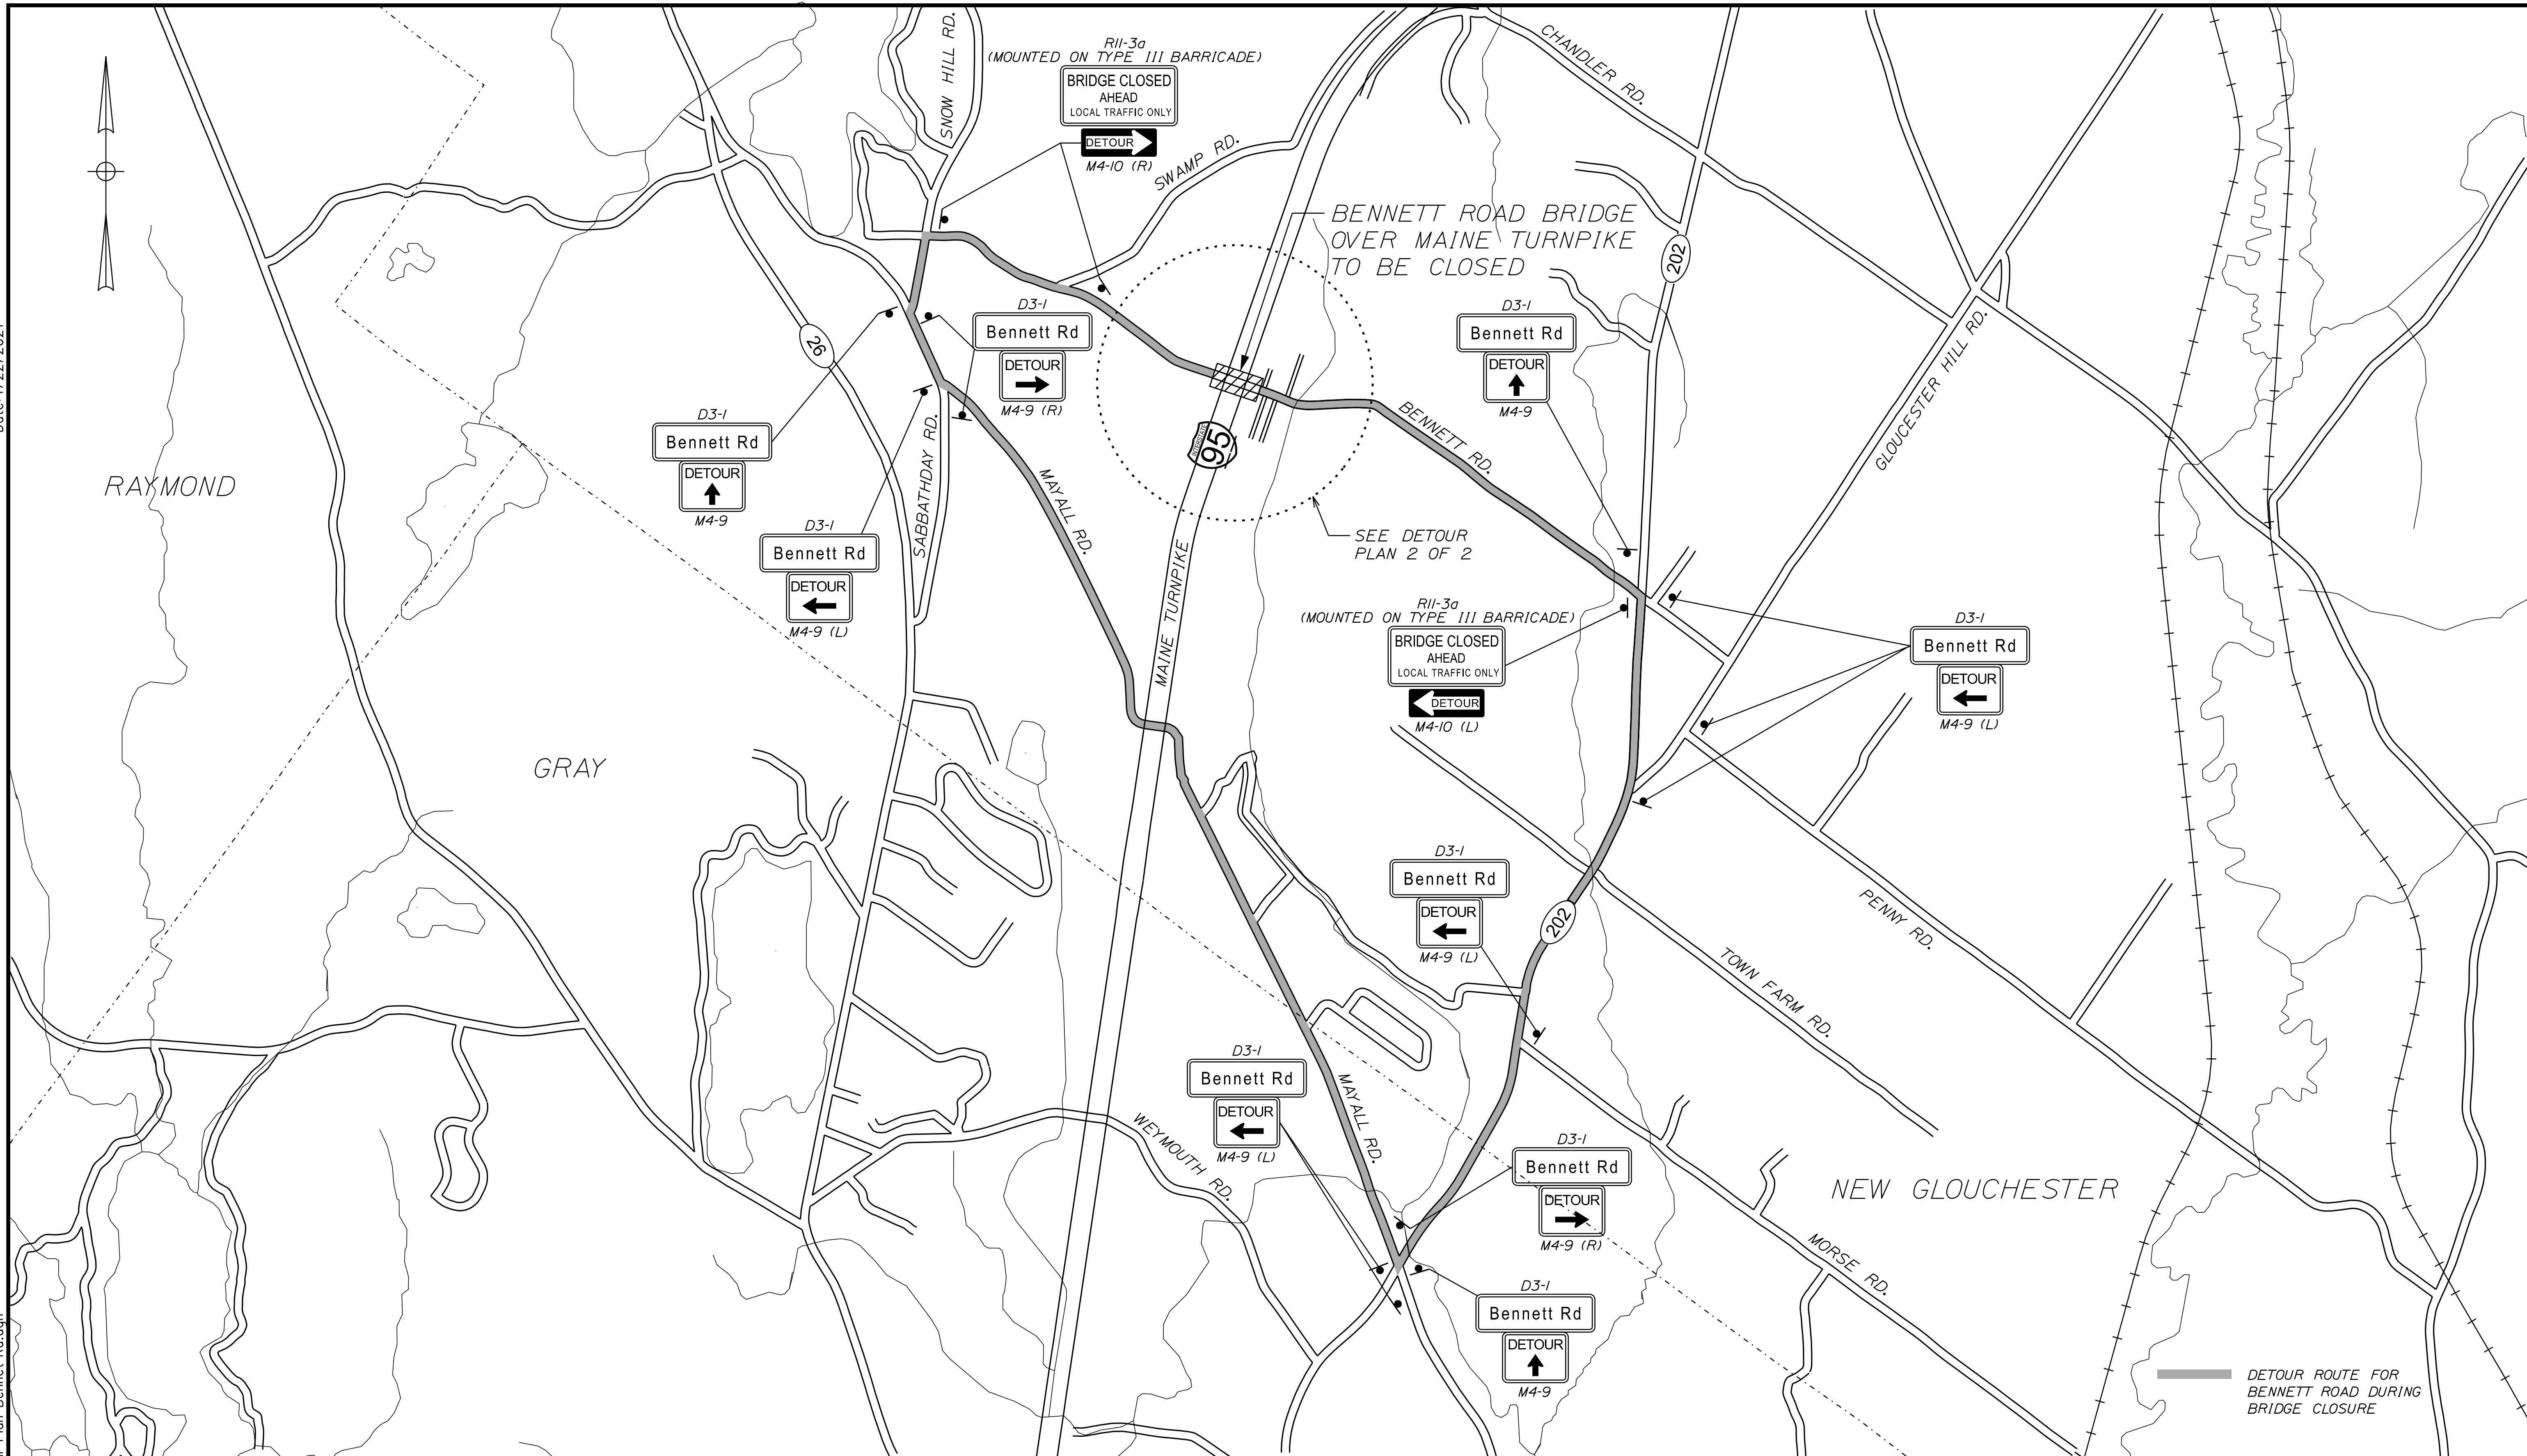 SNOW HILL RD.
R11-3a
(MOUNTED ON TYPE III BARRICADE)
BRIDGE CLOSED
AHEAD
LOCAL TRAFFIC ONLY
DETOUR
M4-10 (R)
SWAMP RD.
CHANDLER RD.
BENNETT ROAD BRIDGE
OVER MAINE TURNPIKE
TO BE CLOSED
202
D3-1
Bennett Rd
DETOUR
M4-9 (R)
D3-1
Bennett Rd
DETOUR
M4-9
26
GLOUCESTER HILL RD.
D3-1
Bennett Rd
DETOUR
M4-9
SABBATHDAY RD.
INTERSTATE
95
BENNETT RD.
RAYMOND
MAYALL RD.
SEE DETOUR
PLAN 2 OF 2
D3-1
Bennett Rd
DETOUR
M4-9 (L)
MAINE TURNPIKE
R11-3a
(MOUNTED ON TYPE III BARRICADE)
BRIDGE CLOSED
AHEAD
LOCAL TRAFFIC ONLY
DETOUR
M4-10 (L)
D3-1
Bennett Rd
DETOUR
M4-9 (L)
GRAY
D3-1
Bennett Rd
DETOUR
M4-9 (L)
202
PENNY RD.
TOWN FARM RD.
D3-1
Bennett Rd
DETOUR
M4-9 (L)
MAYALL RD.
WEYMOUTH RD.
D3-1
Bennett Rd
DETOUR
M4-9 (R)
NEW GLOUCHESTER
MORSE RD.
D3-1
Bennett Rd
DETOUR
M4-9
DETOUR ROUTE FOR
BENNETT ROAD DURING
BRIDGE CLOSURE